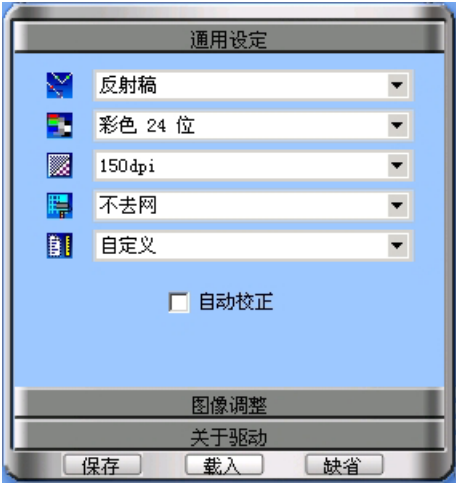 通用设定
反射稿
彩色 24 位
150dpi
不去网
自定义
自动校正
图像调整
关于驱动
保存 载入 缺省